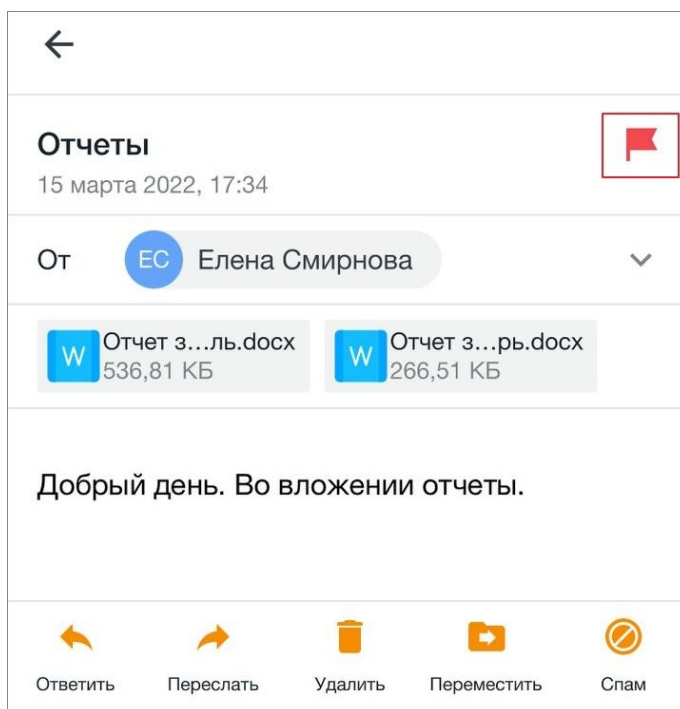 Отчеты
15 марта 2022, 17:34
От ЕС Елена Смирнова
W Отчет з...ль.docx W Отчет з...рь.docx
536,81 КБ 266,51 КБ
Добрый день. Во вложении отчеты.
Ответить Переслать Удалить Переместить Спам